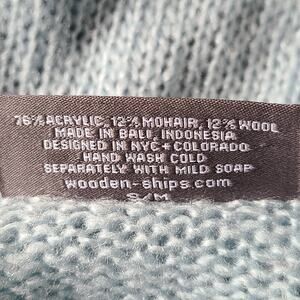 76% ACRYLIC, 12% MOHAIR, 12% WOOL
MADE IN BALI, INDONESIA
DESIGNED IN NYC + COLORADO
HAND WASH COLD
SEPARATELY WITH MILD SOAP
wooden-ships.com
S/M